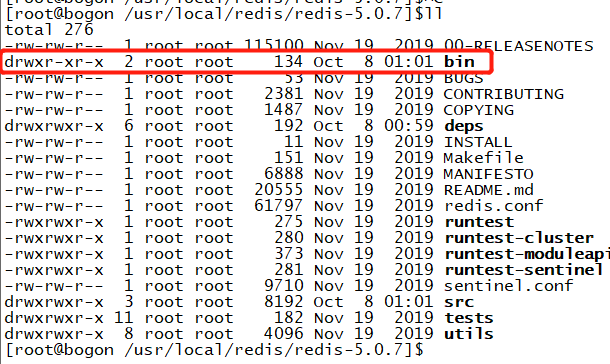 [root@bogon /usr/local/redis/redis-5.0.7]$ll
total 276
-rw-rw-r-- 1 root root 115100 Nov 19 2019 00-RELEASENOTES
drwxr-xr-x 2 root root 134 Oct 8 01:01 bin
-rw-rw-r-- 1 root root 53 Nov 19 2019 BUGS
-rw-rw-r-- 1 root root 2381 Nov 19 2019 CONTRIBUTING
-rw-rw-r-- 1 root root 1487 Nov 19 2019 COPYING
drwxrwxr-x 6 root root 192 Oct 8 00:59 deps
-rw-rw-r-- 1 root root 11 Nov 19 2019 INSTALL
-rw-rw-r-- 1 root root 151 Nov 19 2019 Makefile
-rw-rw-r-- 1 root root 6888 Nov 19 2019 MANIFESTO
-rw-rw-r-- 1 root root 20555 Nov 19 2019 README.md
-rw-rw-r-- 1 root root 61797 Nov 19 2019 redis.conf
-rwxrwxr-x 1 root root 275 Nov 19 2019 runtest
-rwxrwxr-x 1 root root 280 Nov 19 2019 runtest-cluster
-rwxrwxr-x 1 root root 373 Nov 19 2019 runtest-moduleapi
-rwxrwxr-x 1 root root 281 Nov 19 2019 runtest-sentinel
-rw-rw-r-- 1 root root 9710 Nov 19 2019 sentinel.conf
drwxrwxr-x 3 root root 8192 Oct 8 01:01 src
drwxrwxr-x 11 root root 182 Nov 19 2019 tests
drwxrwxr-x 8 root root 4096 Nov 19 2019 utils
[root@bogon /usr/local/redis/redis-5.0.7]$